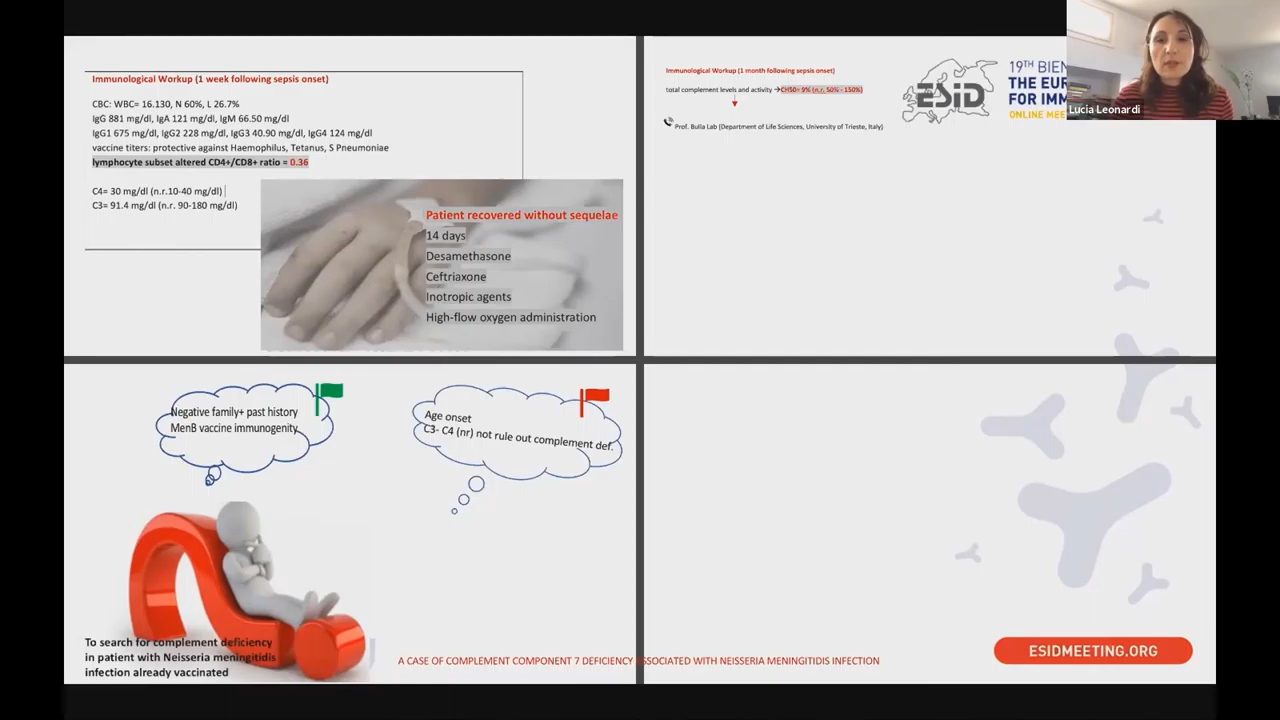 Immunological Workup (1 week following sepsis onset)
CBC: WBC= 16.130, N 60%, L 26.7%
IgG 881 mg/dl, IgA 121 mg/dl, IgM 66.50 mg/dl
IgG1 675 mg/dl, IgG2 228 mg/dl, IgG3 40.90 mg/dl, IgG4 124 mg/dl
vaccine titers: protective against Haemophilus, Tetanus, S Pneumoniae
lymphocyte subset altered CD4+/CD8+ ratio = 0.36
C4= 30 mg/dl (n.r.10-40 mg/dl)
C3= 91.4 mg/dl (n.r. 90-180 mg/dl)
Patient recovered without sequelae
14 days
Desamethasone
Ceftriaxone
Inotropic agents
High-flow oxygen administration
Immunological Workup (1 month following sepsis onset)
total complement levels and activity → CH50= 9% (n.r. 50% - 150%)
Prof. Bulla Lab (Department of Life Sciences, University of Trieste, Italy)
ESID
19TH BIEN
THE EUR
FOR IMM
ONLINE MEE
Lucia Leonardi
Negative family+ past history
MenB vaccine immunogenity
Age onset
C3- C4 (nr) not rule out complement def.
To search for complement deficiency
in patient with Neisseria meningitidis
infection already vaccinated
A CASE OF COMPLEMENT COMPONENT 7 DEFICIENCY ASSOCIATED WITH NEISSERIA MENINGITIDIS INFECTION
ESIDMEETING.ORG